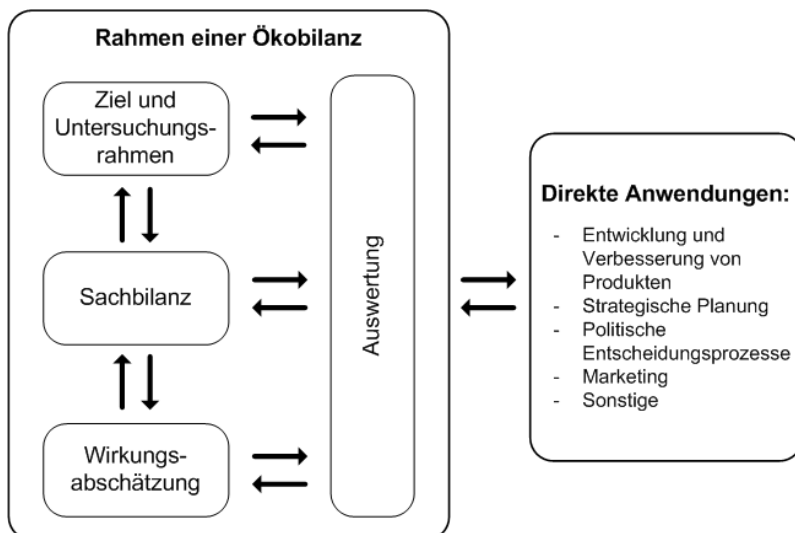 Rahmen einer Ökobilanz
Ziel und
Untersuchungs-
rahmen
Sachbilanz
Wirkungs-
abschätzung
Auswertung
Direkte Anwendungen:
- Entwicklung und
Verbesserung von
Produkten
- Strategische Planung
- Politische
Entscheidungsprozesse
- Marketing
- Sonstige